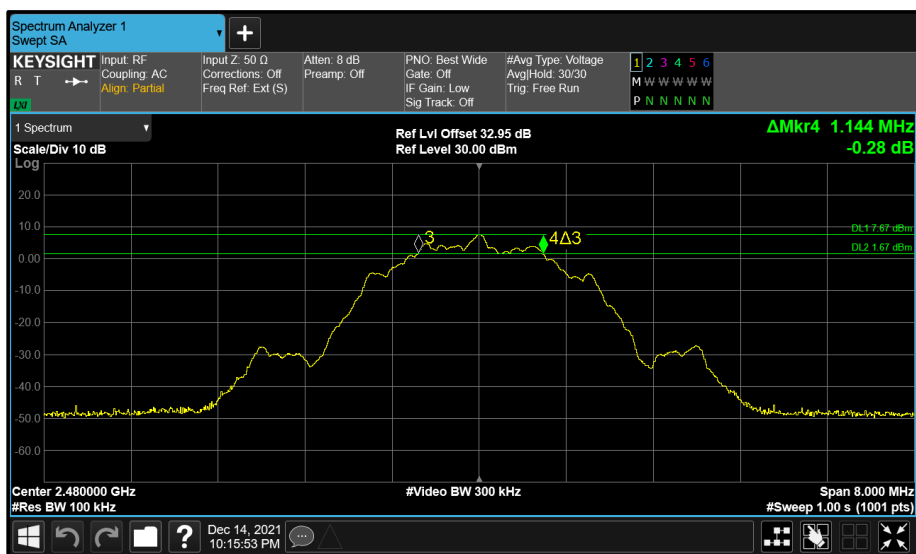 Spectrum Analyzer 1
Swept SA
+
KEYSIGHT
R T
LXI
Input: RF
Coupling: AC
Align: Partial
Input Z: 50 Ω
Corrections: Off
Freq Ref: Ext (S)
Atten: 8 dB
Preamp: Off
PNO: Best Wide
Gate: Off
IF Gain: Low
Sig Track: Off
#Avg Type: Voltage
Avg|Hold: 30/30
Trig: Free Run
1 2 3 4 5 6
M W W W W W
P N N N N N
1 Spectrum
Scale/Div 10 dB
Log
Ref Lvl Offset 32.95 dB
Ref Level 30.00 dBm
ΔMkr4 1.144 MHz
-0.28 dB
20.0
10.0
0.00
-10.0
-20.0
-30.0
-40.0
-50.0
-60.0
3
4Δ3
DL1 7.67 dBm
DL2 1.67 dBm
Center 2.480000 GHz
#Res BW 100 kHz
#Video BW 300 kHz
Span 8.000 MHz
#Sweep 1.00 s (1001 pts)
?
Dec 14, 2021
10:15:53 PM